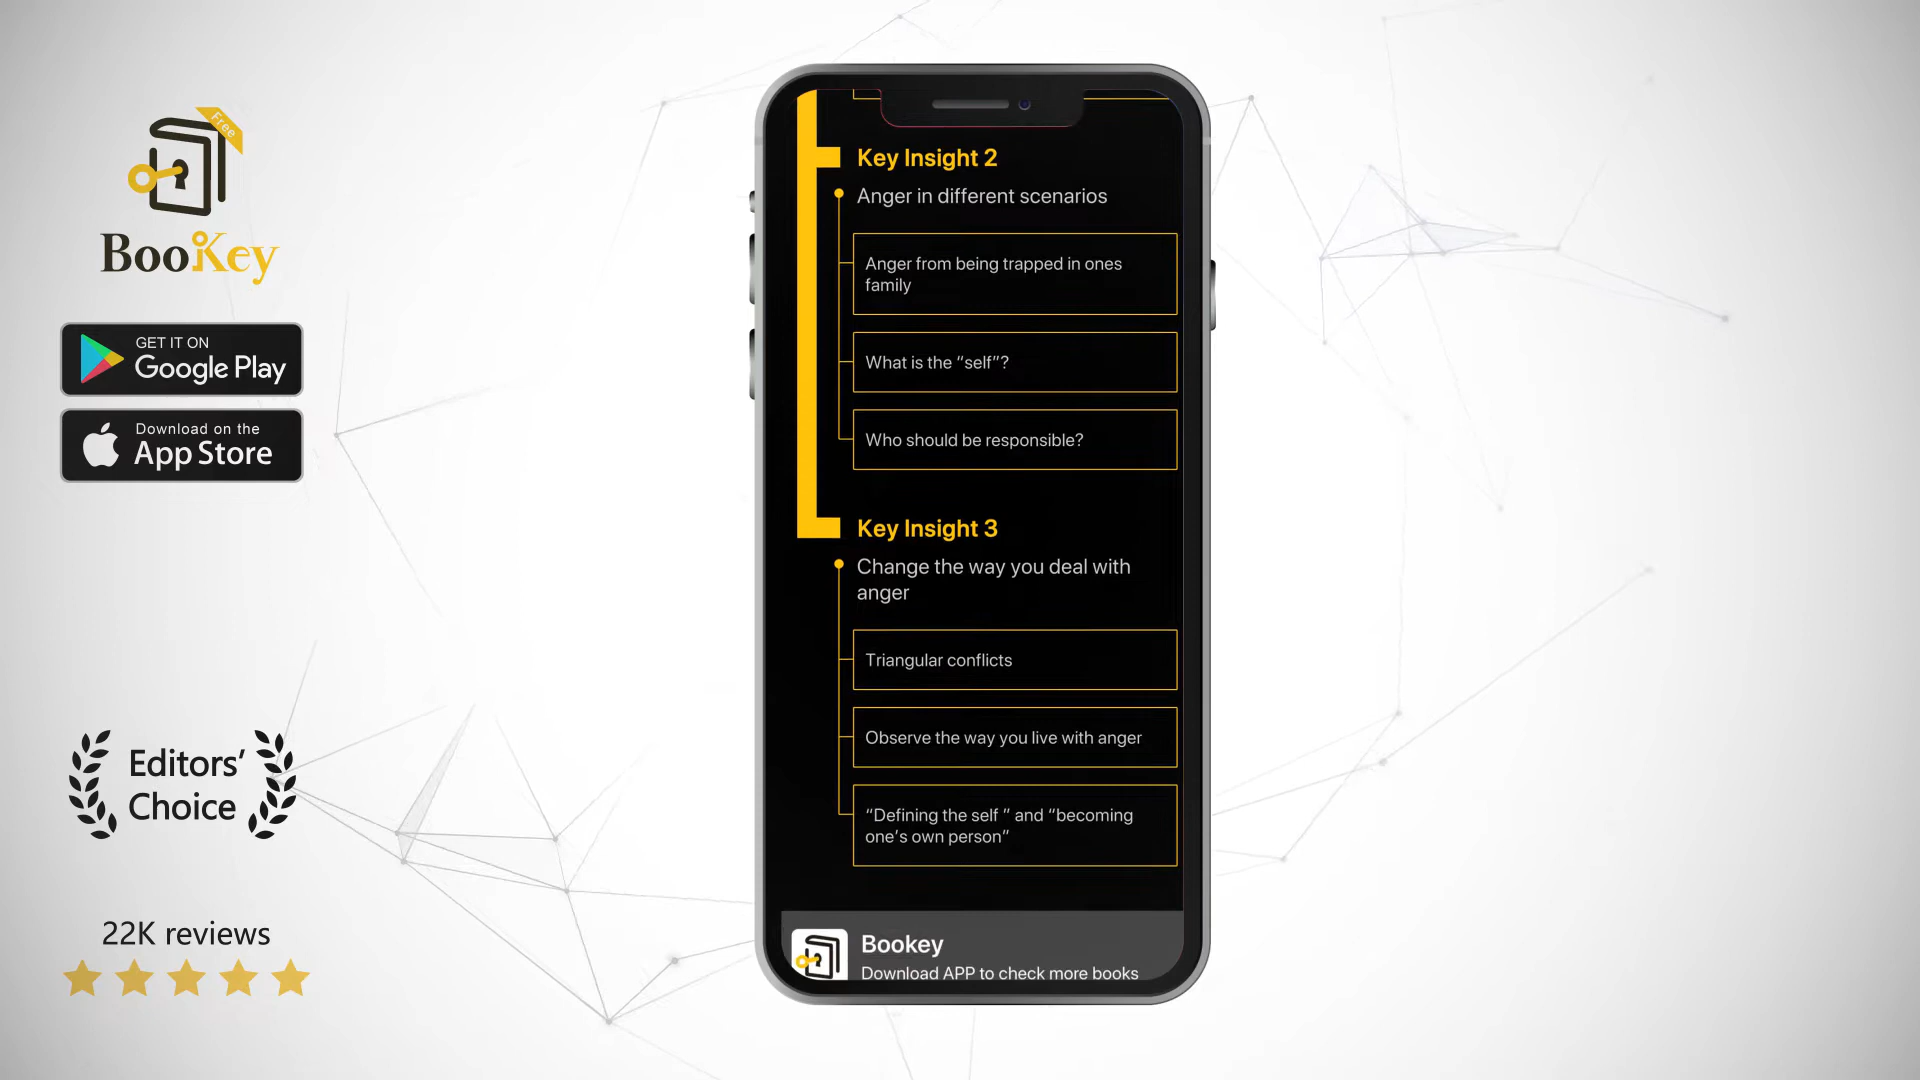 Free
BooKey
GET IT ON
Google Play
Download on the
App Store
Editors’
Choice
22K reviews
Key Insight 2
Anger in different scenarios
Anger from being trapped in ones
family
What is the “self”?
Who should be responsible?
Key Insight 3
Change the way you deal with
anger
Triangular conflicts
Observe the way you live with anger
“Defining the self ” and “becoming
one’s own person”
Bookey
Download APP to check more books